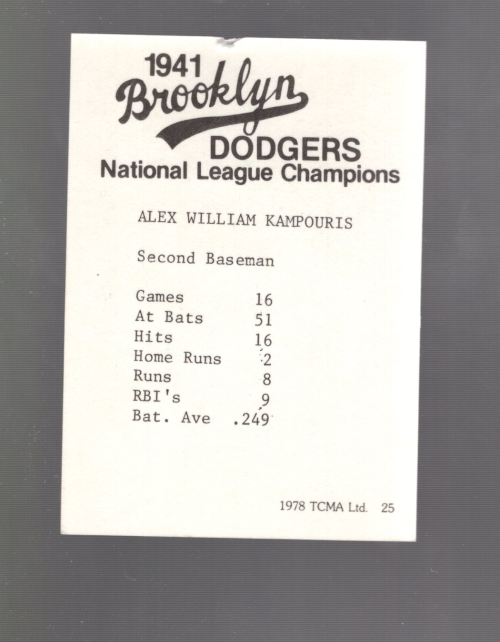 1941
Brooklyn
DODGERS
National League Champions
ALEX WILLIAM KAMPOURIS
Second Baseman
Games 16
At Bats 51
Hits 16
Home Runs 2
Runs 8
RBI's 9
Bat. Ave .249
1978 TCMA Ltd. 25